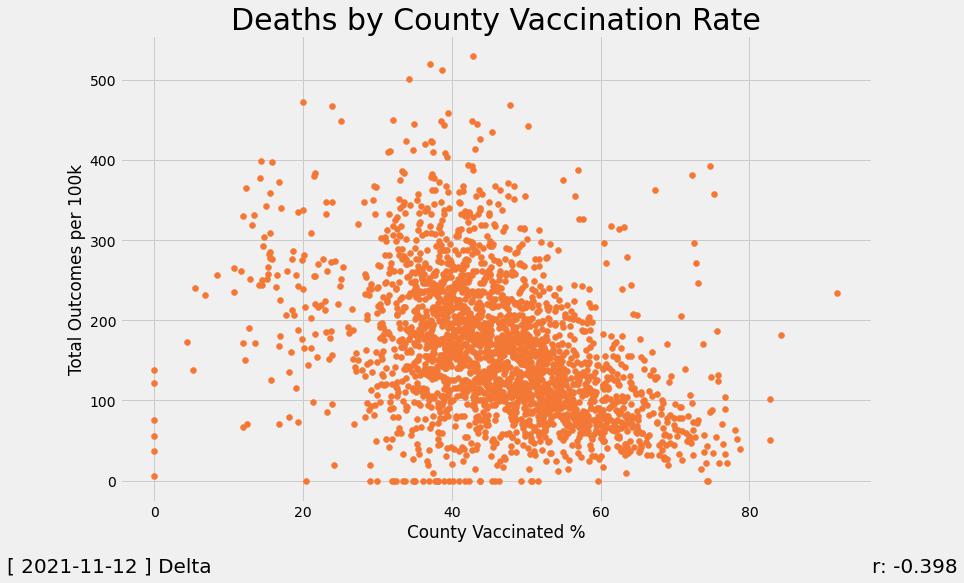 Deaths by County Vaccination Rate
500
400
300
200
100
0
Total Outcomes per 100k
0 20 40 60 80
County Vaccinated %
[ 2021-11-12 ] Delta
r: -0.398